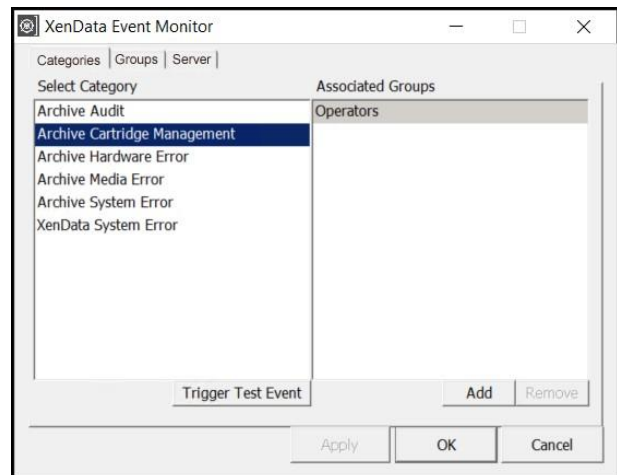 XenData Event Monitor
Categories Groups Server
Select Category Associated Groups
Archive Audit Operators
Archive Cartridge Management
Archive Hardware Error
Archive Media Error
Archive System Error
XenData System Error
Trigger Test Event Add Remove
Apply OK Cancel